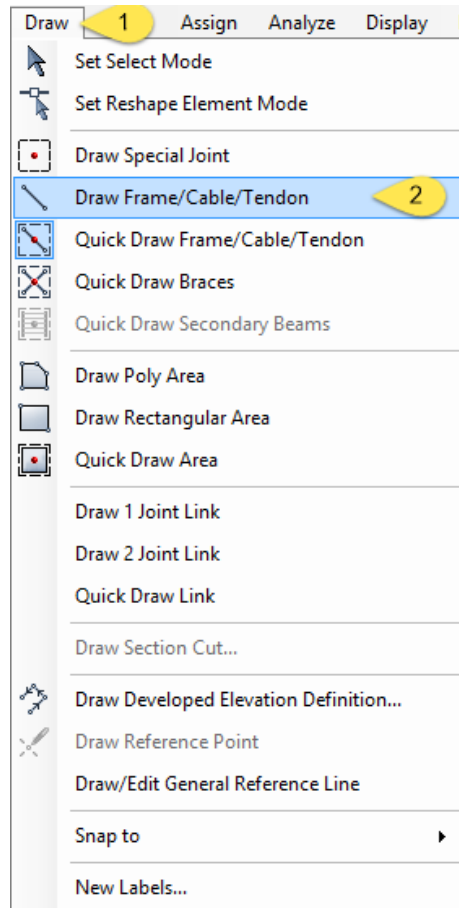 Draw 1 Assign Analyze Display
Set Select Mode
Set Reshape Element Mode
Draw Special Joint
Draw Frame/Cable/Tendon 2
Quick Draw Frame/Cable/Tendon
Quick Draw Braces
Quick Draw Secondary Beams
Draw Poly Area
Draw Rectangular Area
Quick Draw Area
Draw 1 Joint Link
Draw 2 Joint Link
Quick Draw Link
Draw Section Cut...
Draw Developed Elevation Definition...
Draw Reference Point
Draw/Edit General Reference Line
Snap to
New Labels...